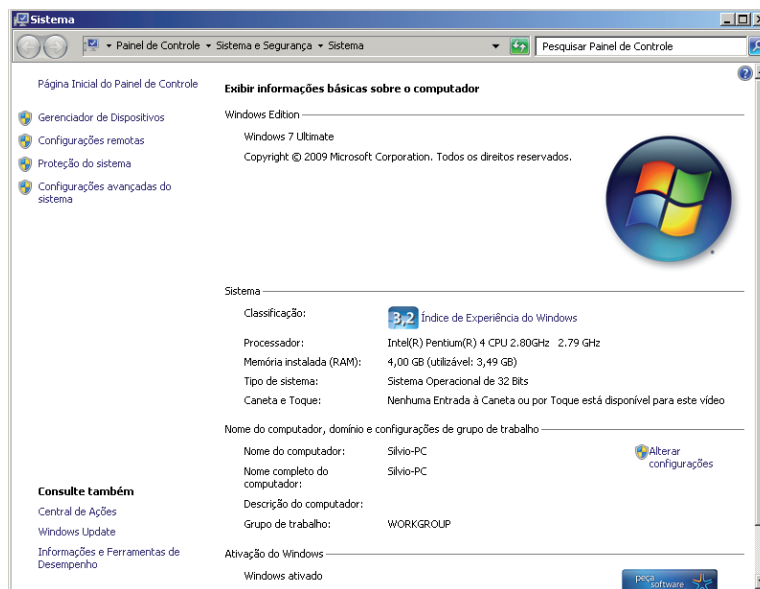 Sistema
Painel de Controle Sistema e Segurança Sistema
Pesquisar Painel de Controle
Página Inicial do Painel de Controle
Gerenciador de Dispositivos
Configurações remotas
Proteção do sistema
Configurações avançadas do
sistema
Consulte também
Central de Ações
Windows Update
Informações e Ferramentas de
Desempenho
Exibir informações básicas sobre o computador
Windows Edition
Windows 7 Ultimate
Copyright © 2009 Microsoft Corporation. Todos os direitos reservados.
Sistema
Classificação: 3,2 Índice de Experiência do Windows
Processador: Intel(R) Pentium(R) 4 CPU 2.80GHz 2.79 GHz
Memória instalada (RAM): 4,00 GB (utilizável: 3,49 GB)
Tipo de sistema: Sistema Operacional de 32 Bits
Caneta e Toque: Nenhuma Entrada à Caneta ou por Toque está disponível para este vídeo
Nome do computador, domínio e configurações de grupo de trabalho
Nome do computador: Silvio-PC
Alterar
configurações
Nome completo do
computador:
Silvio-PC
Descrição do computador:
Grupo de trabalho: WORKGROUP
Ativação do Windows
Windows ativado
peça
software